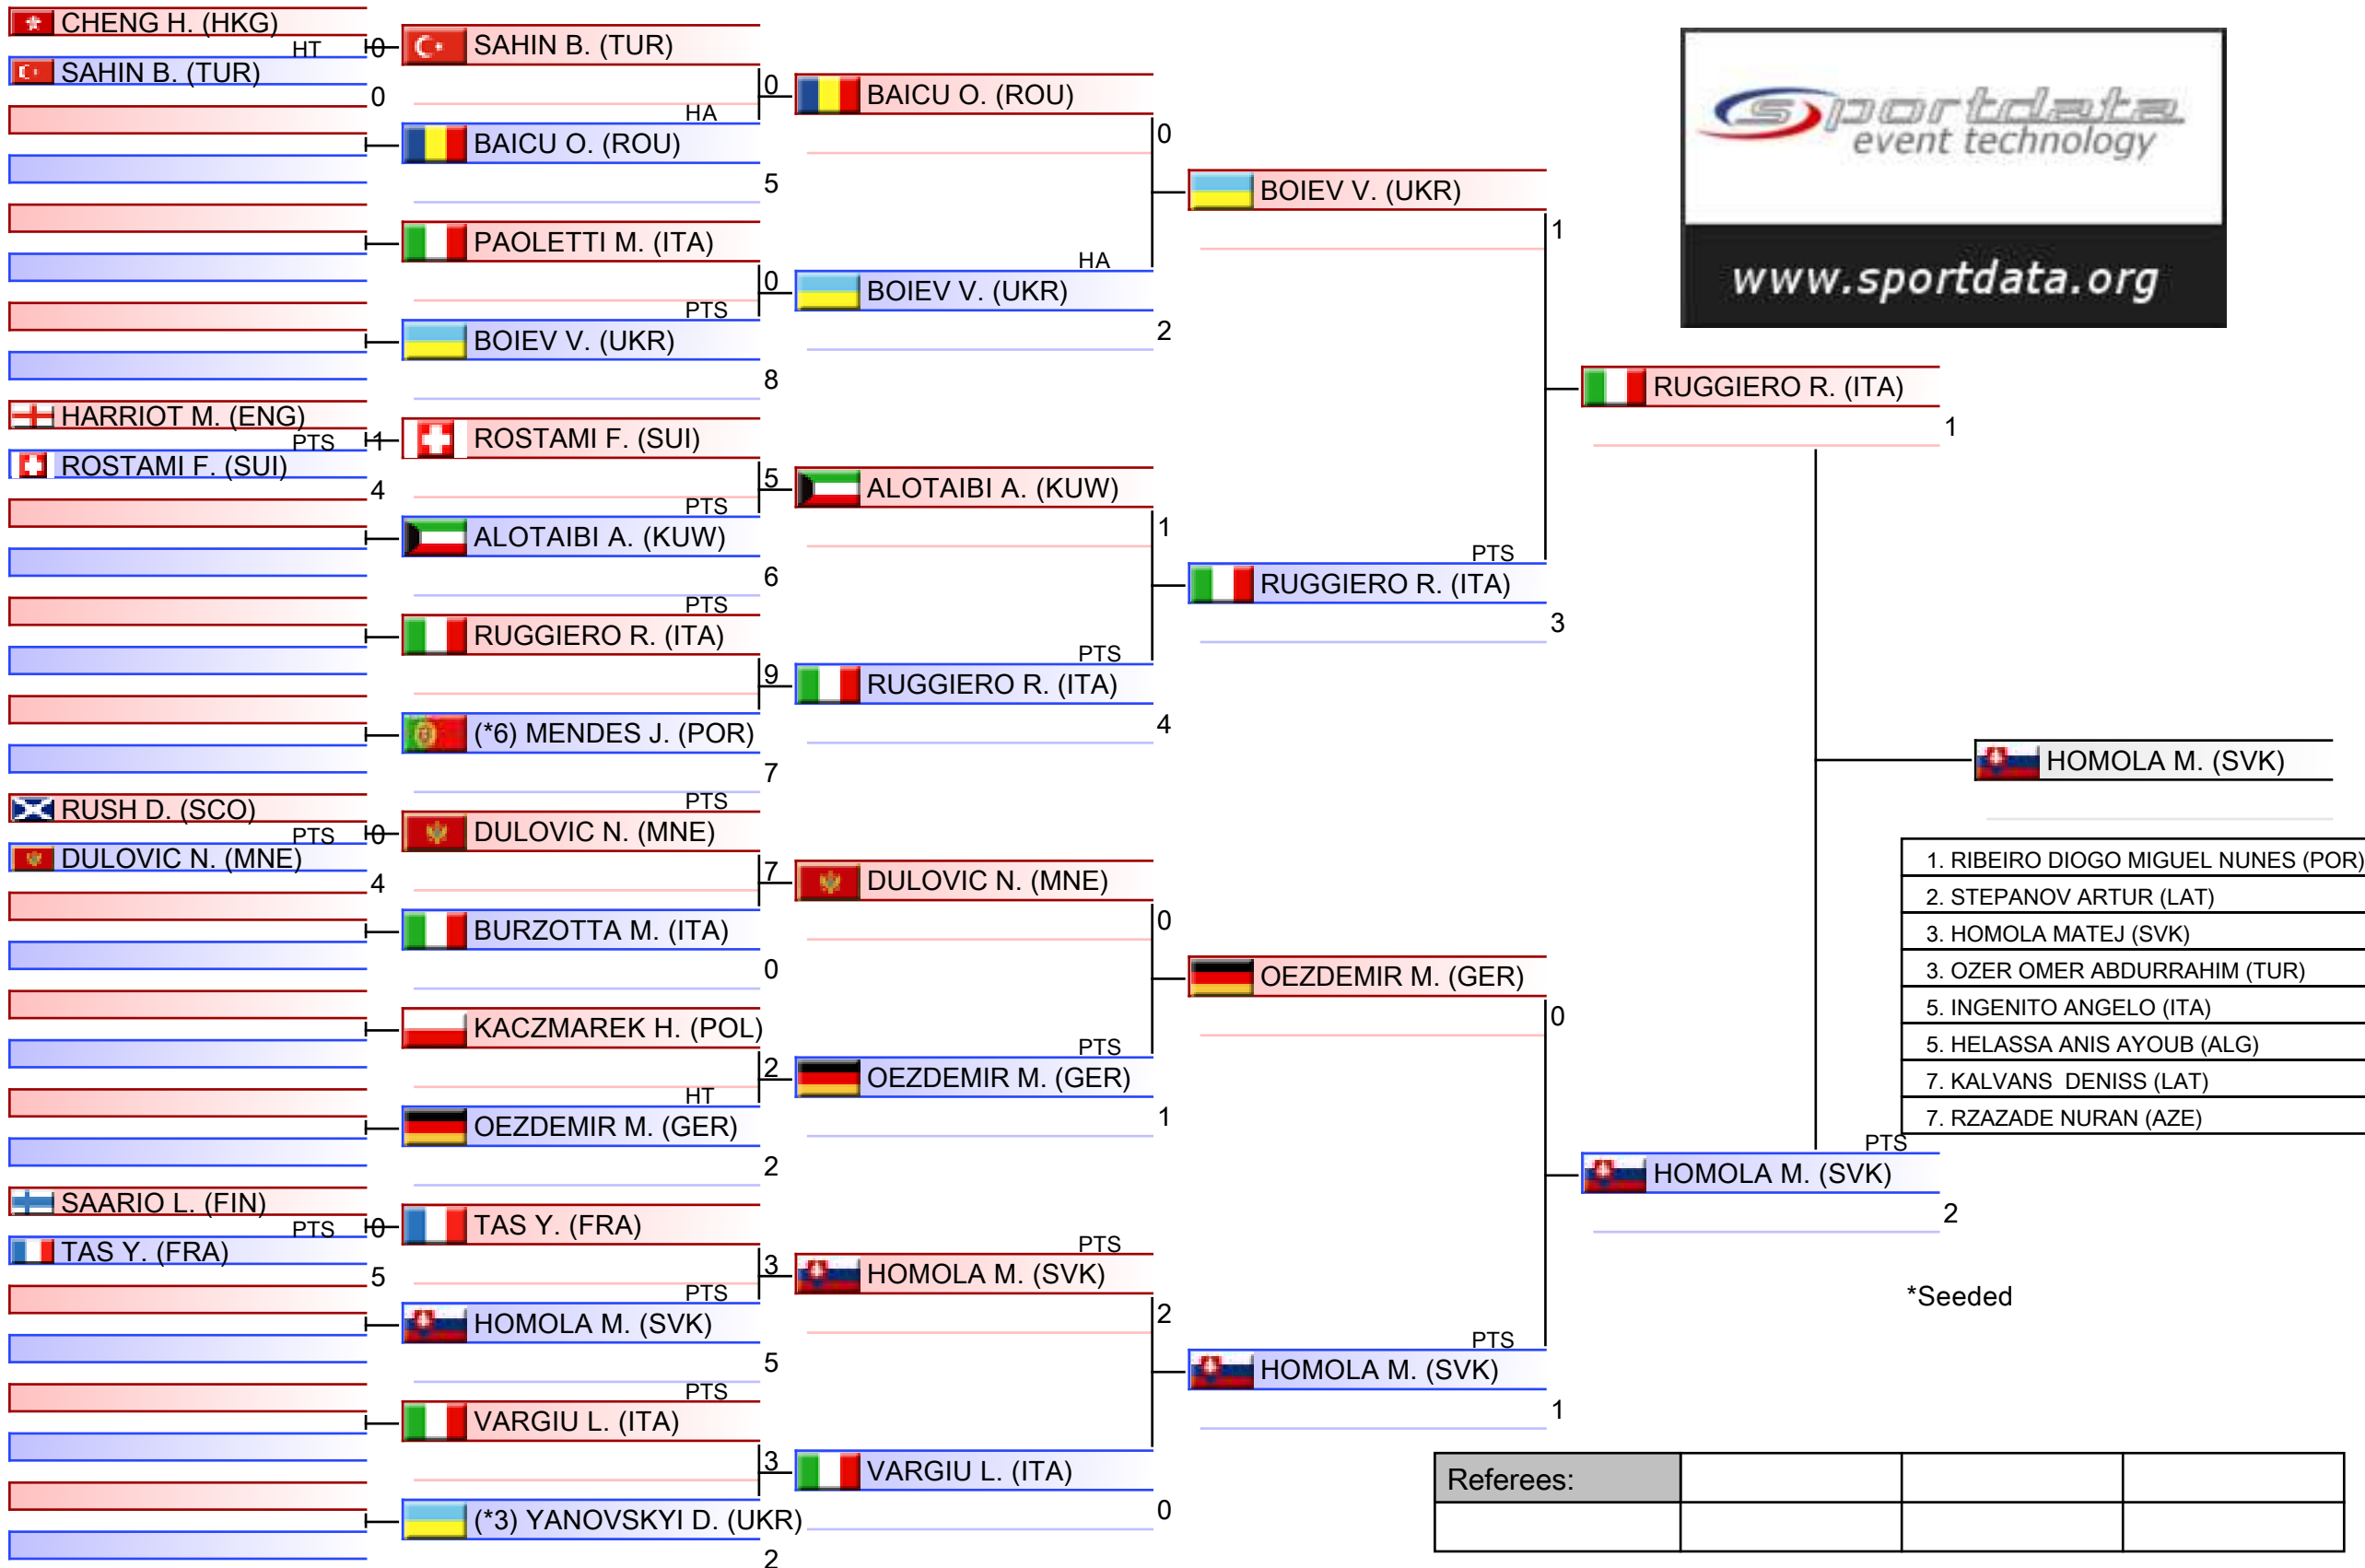 CHENG H. (HKG)
HT 0
SAHIN B. (TUR)
0
HARRIOT M. (ENG)
PTS 1
ROSTAMI F. (SUI)
4
RUSH D. (SCO)
PTS 0
DULOVIC N. (MNE)
4
SAARIO L. (FIN)
PTS 0
TAS Y. (FRA)
5
SAHIN B. (TUR)
0
HA
BAICU O. (ROU)
5
PAOLETTI M. (ITA)
0
PTS
BOIEV V. (UKR)
8
ROSTAMI F. (SUI)
5
PTS
ALOTAIBI A. (KUW)
6
PTS
RUGGIERO R. (ITA)
9
(*6) MENDES J. (POR)
7
PTS
DULOVIC N. (MNE)
7
BURZOTTA M. (ITA)
0
KACZMAREK H. (POL)
2
HT
OEZDEMIR M. (GER)
2
TAS Y. (FRA)
3
PTS
HOMOLA M. (SVK)
5
PTS
VARGIU L. (ITA)
3
(*3) YANOVSKYI D. (UKR)
2
BAICU O. (ROU)
0
HA
BOIEV V. (UKR)
2
ALOTAIBI A. (KUW)
1
PTS
RUGGIERO R. (ITA)
4
DULOVIC N. (MNE)
0
PTS
OEZDEMIR M. (GER)
1
PTS
HOMOLA M. (SVK)
2
VARGIU L. (ITA)
0
BOIEV V. (UKR)
1
PTS
RUGGIERO R. (ITA)
3
OEZDEMIR M. (GER)
0
PTS
HOMOLA M. (SVK)
1
RUGGIERO R. (ITA)
1
PTS
HOMOLA M. (SVK)
2
HOMOLA M. (SVK)
sportdata
event technology
www.sportdata.org
1. RIBEIRO DIOGO MIGUEL NUNES (POR)
2. STEPANOV ARTUR (LAT)
3. HOMOLA MATEJ (SVK)
3. OZER OMER ABDURRAHIM (TUR)
5. INGENITO ANGELO (ITA)
5. HELASSA ANIS AYOUB (ALG)
7. KALVANS  DENISS (LAT)
7. RZAZADE NURAN (AZE)
*Seeded
Referees: